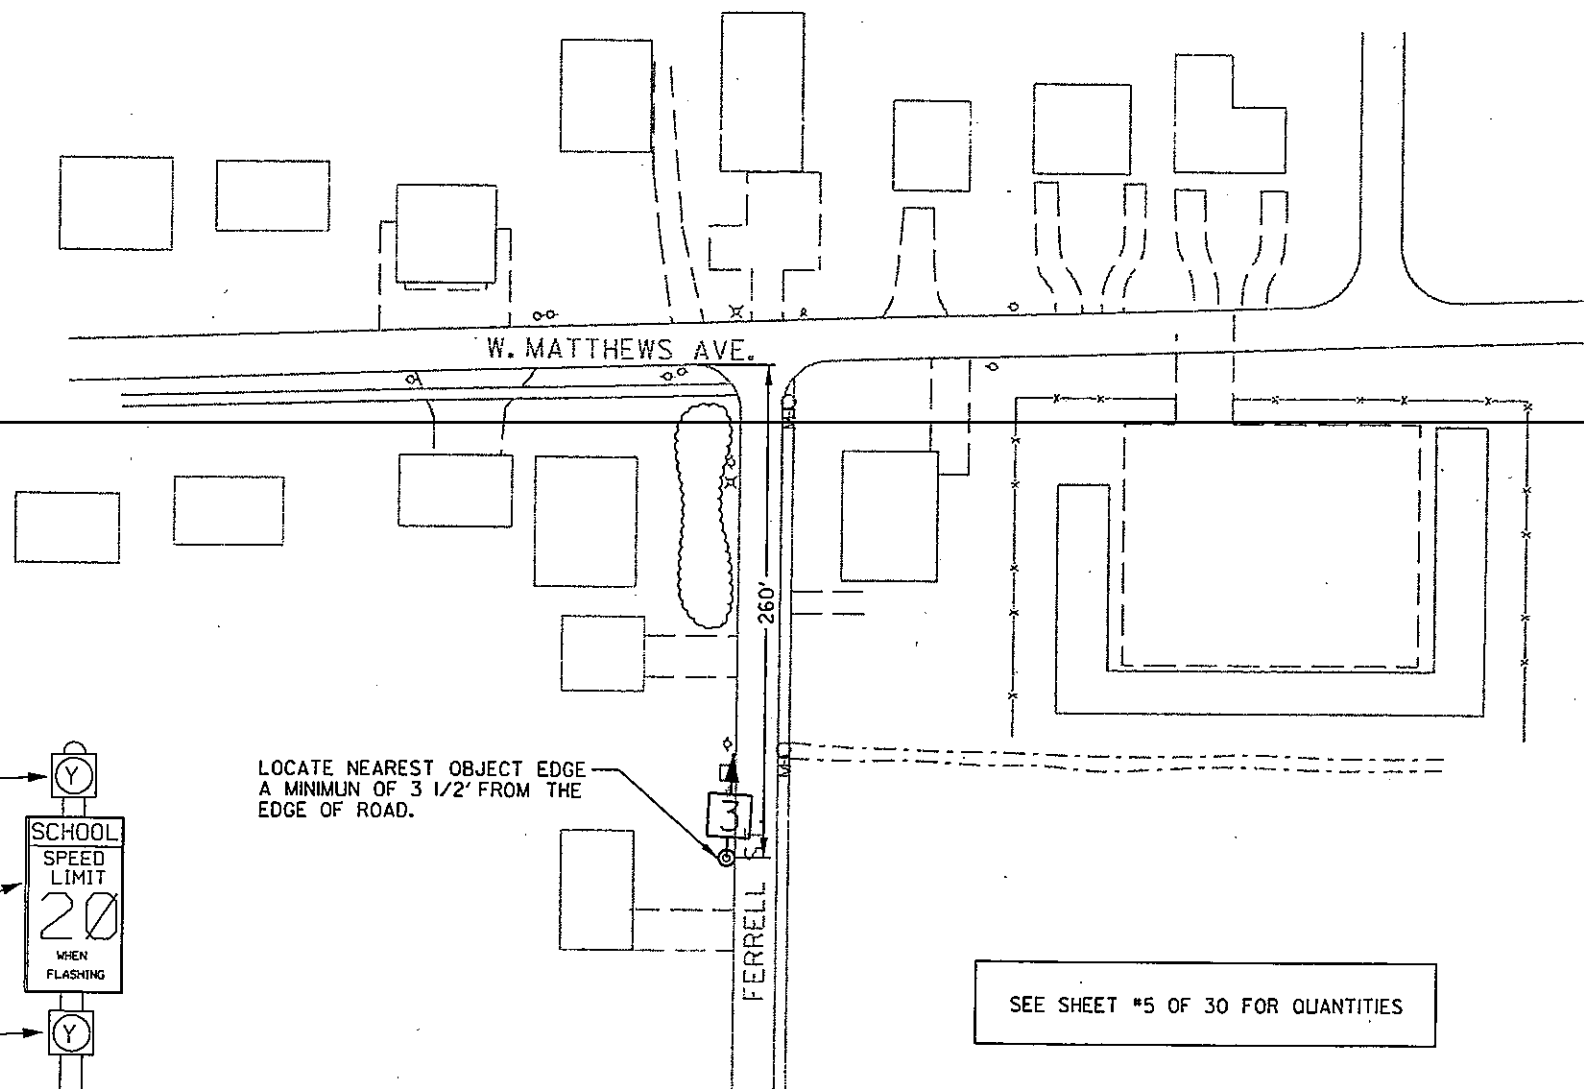 W. MATTHEWS AVE.
260'
LOCATE NEAREST OBJECT EDGE
A MINIMUN OF 3 1/2' FROM THE
EDGE OF ROAD.
3
FERRELL ST.
Y
SCHOOL
SPEED
LIMIT
20
WHEN
FLASHING
Y
SEE SHEET #5 OF 30 FOR QUANTITIES